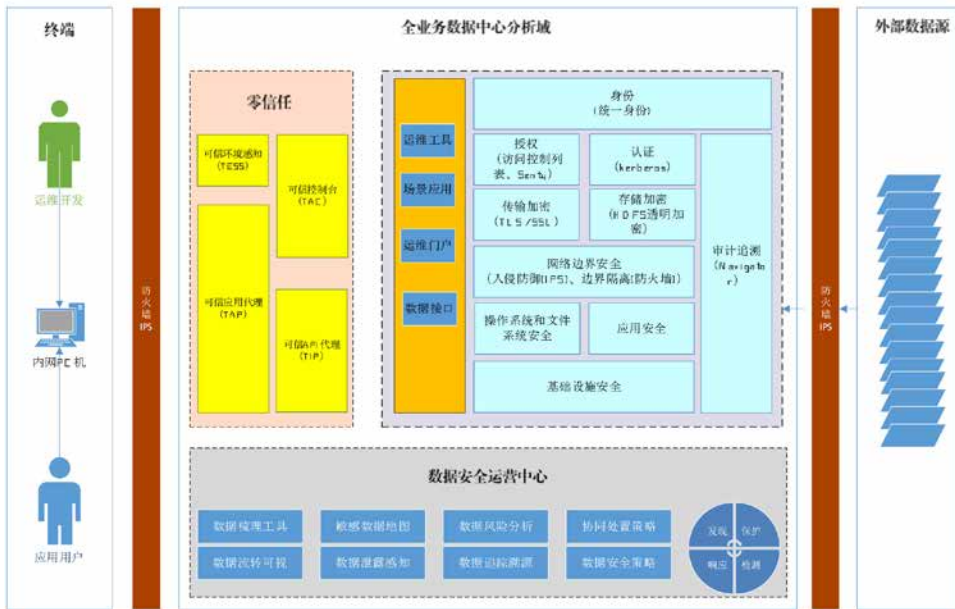 终端
运维开发
内网PC机
应用用户
防
火
墙
IPS
全业务数据中心分析域
零信任
可信环境感知
(TESS)
可信控制台
(TAC)
可信应用代理
(TAP)
可信API代理
(TIP)
运维工具
场景应用
运维门户
数据接口
身份
(统一身份)
授权
(访问控制列
表、Sentry)
认证
(kerberos)
传输加密
(TLS/SSL)
存储加密
(HDFS透明加
密)
网络边界安全
(入侵防御[IPS]、边界隔离[防火墙])
操作系统和文件
系统安全
应用安全
基础设施安全
审计追溯
(Navigato
r)
数据安全运营中心
数据梳理工具
敏感数据地图
数据风险分析
协同处置策略
数据流转可视
数据泄露感知
数据追踪溯源
数据安全策略
发现
保护
响应
检测
防
火
墙
IPS
外部数据源